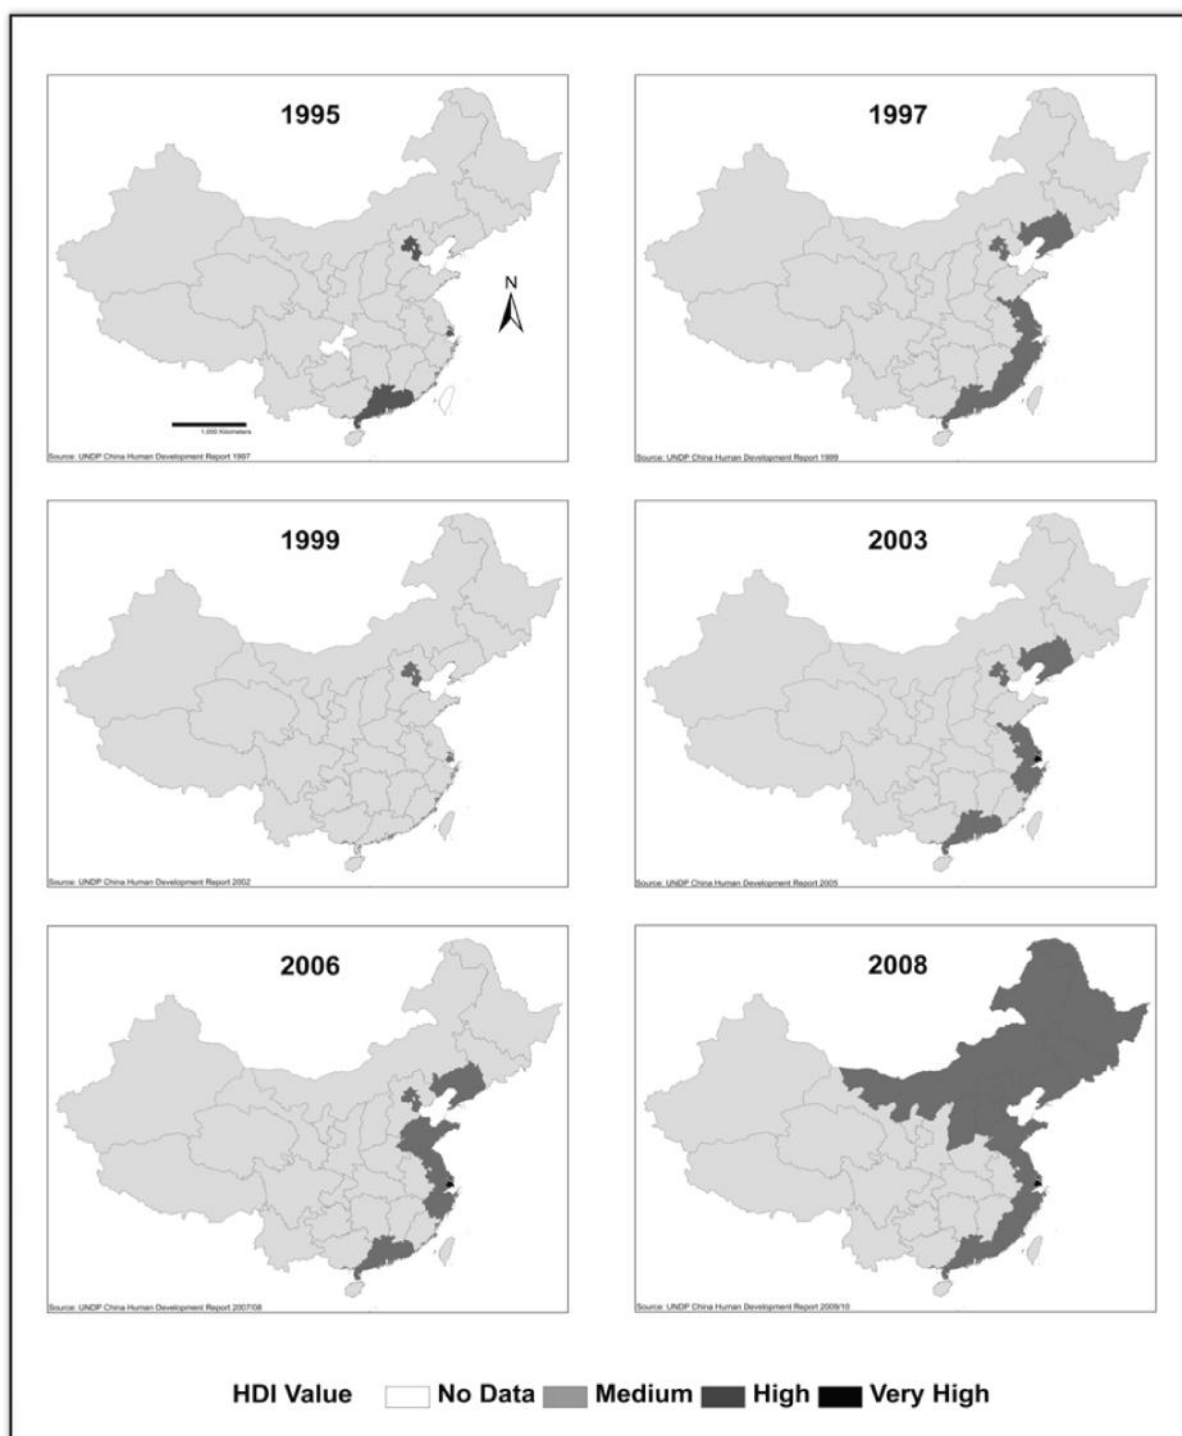 1995
N
1,000 Kilometers
Source: UNDP China Human Development Report 1997
1997
Source: UNDP China Human Development Report 1999
1999
Source: UNDP China Human Development Report 2002
2003
Source: UNDP China Human Development Report 2005
2006
Source: UNDP China Human Development Report 2007/08
2008
Source: UNDP China Human Development Report 2009/10
HDI Value No Data Medium High Very High